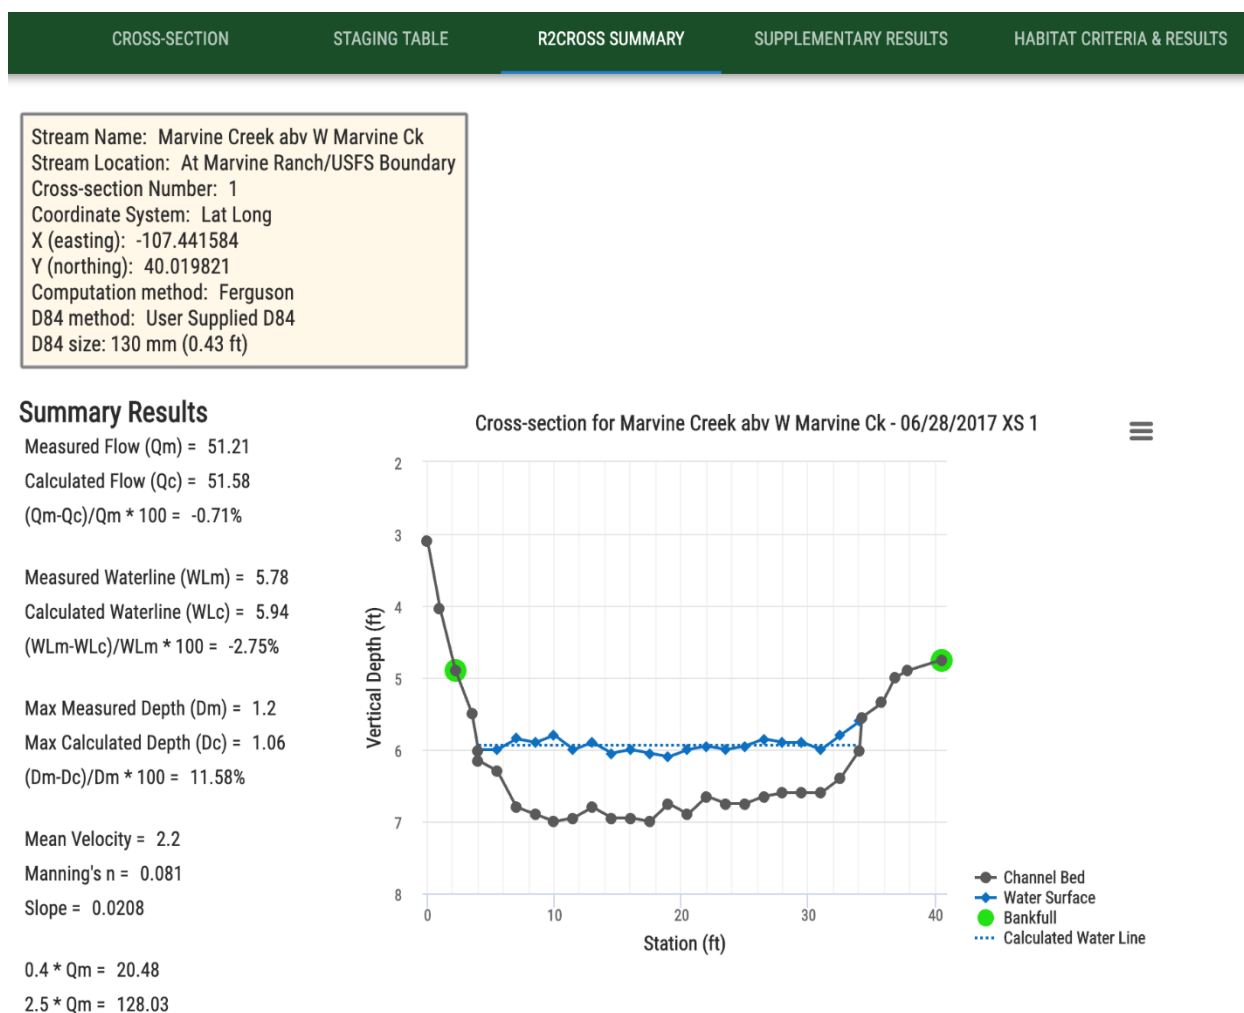 CROSS-SECTION STAGING TABLE R2CROSS SUMMARY SUPPLEMENTARY RESULTS HABITAT CRITERIA & RESULTS
Stream Name: Marvine Creek abv W Marvine Ck
Stream Location: At Marvine Ranch/USFS Boundary
Cross-section Number: 1
Coordinate System: Lat Long
X (easting): -107.441584
Y (northing): 40.019821
Computation method: Ferguson
D84 method: User Supplied D84
D84 size: 130 mm (0.43 ft)
Summary Results
Measured Flow (Qm) = 51.21
Calculated Flow (Qc) = 51.58
(Qm-Qc)/Qm * 100 = -0.71%
Measured Waterline (WLm) = 5.78
Calculated Waterline (WLc) = 5.94
(WLm-WLc)/WLm * 100 = -2.75%
Max Measured Depth (Dm) = 1.2
Max Calculated Depth (Dc) = 1.06
(Dm-Dc)/Dm * 100 = 11.58%
Mean Velocity = 2.2
Manning's n = 0.081
Slope = 0.0208
0.4 * Qm = 20.48
2.5 * Qm = 128.03
Cross-section for Marvine Creek abv W Marvine Ck - 06/28/2017 XS 1
Vertical Depth (ft)
2
3
4
5
6
7
8
0 10 20 30 40
Station (ft)
Channel Bed
Water Surface
Bankfull
Calculated Water Line